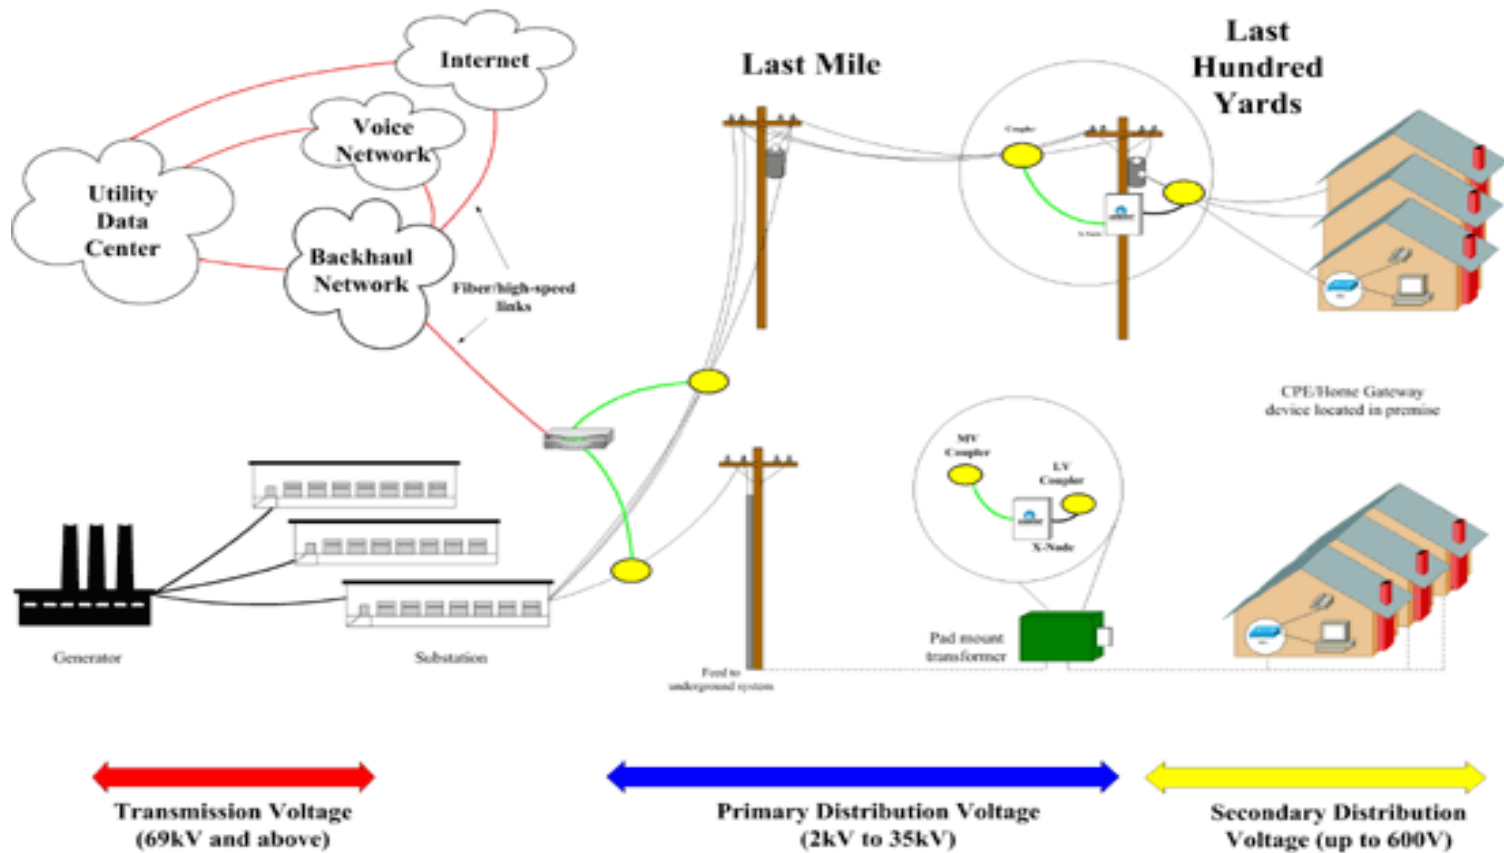 Internet
Voice
Network
Utility
Data
Center
Backhaul
Network
Fiber/high-speed
links
Last Mile
Last
Hundred
Yards
Coupler
X-Node
CPE/Home Gateway
device located in premise
MV
Coupler
LV
Coupler
X-Node
Pad mount
transformer
Generator
Substation
Feed to
underground system
Transmission Voltage
(69kV and above)
Primary Distribution Voltage
(2kV to 35kV)
Secondary Distribution
Voltage (up to 600V)